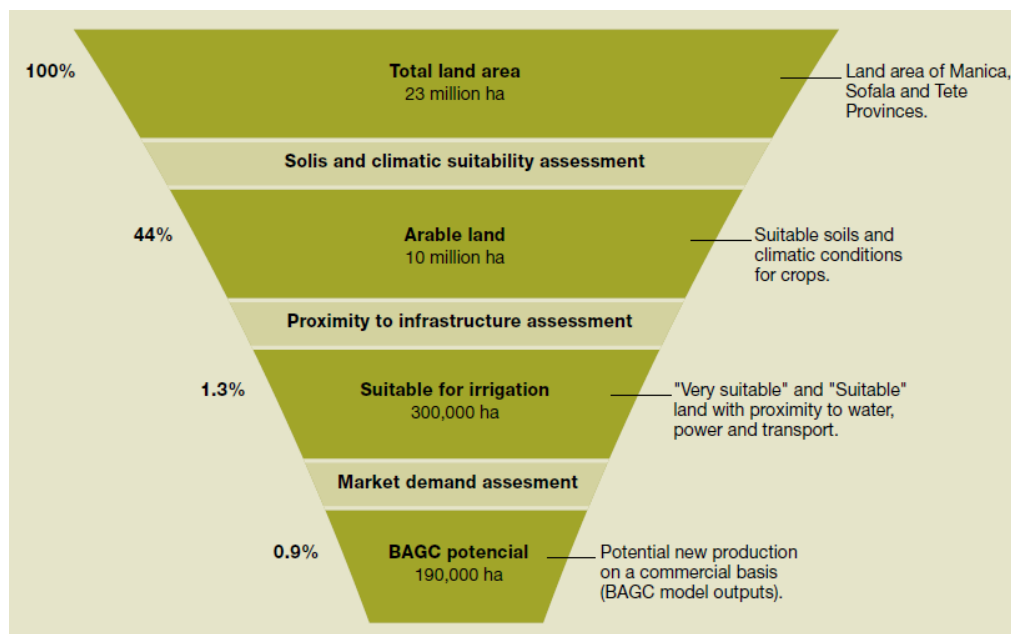 100%
Total land area
23 million ha
Land area of Manica,
Sofala and Tete
Provinces.
Solis and climatic suitability assessment
44%
Arable land
10 million ha
Suitable soils and
climatic conditions
for crops.
Proximity to infrastructure assessment
1.3%
Suitable for irrigation
300,000 ha
"Very suitable" and "Suitable"
land with proximity to water,
power and transport.
Market demand assesment
0.9%
BAGC potencial
190,000 ha
Potential new production
on a commercial basis
(BAGC model outputs).